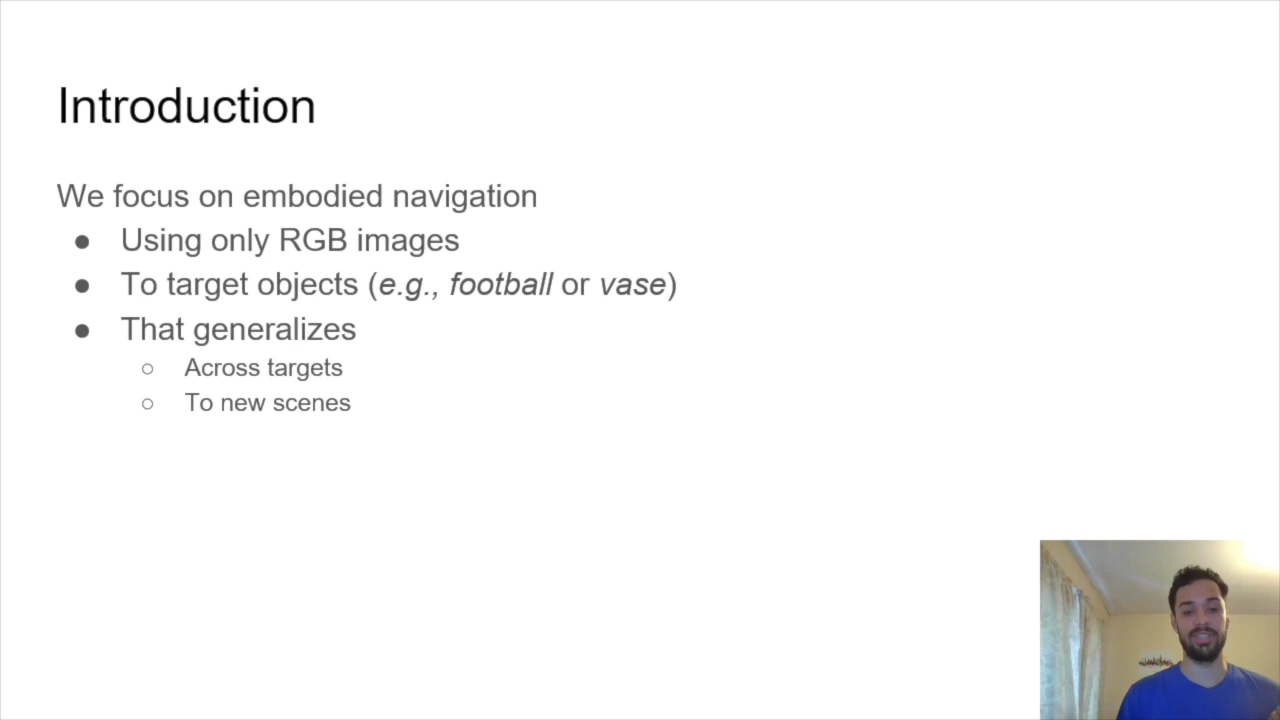 Introduction
We focus on embodied navigation
● Using only RGB images
● To target objects (e.g., football or vase)
● That generalizes
○ Across targets
○ To new scenes